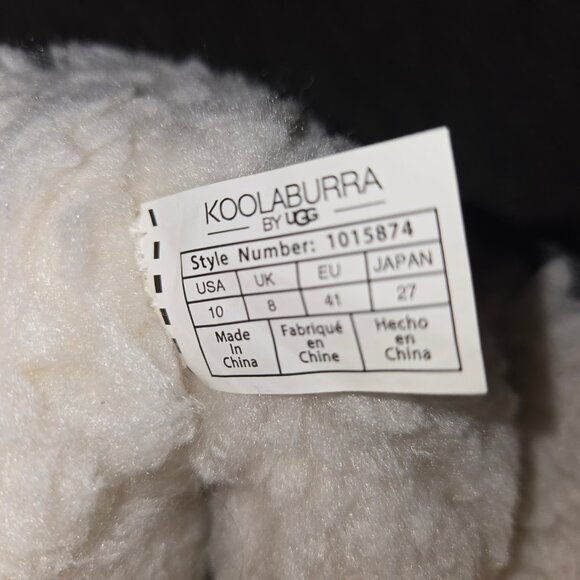 KOOLABURRA
BY UGG
Style Number: 1015874
USA UK EU JAPAN
10 8 41 27
Made Fabriqué Hecho
In en en
China Chine China